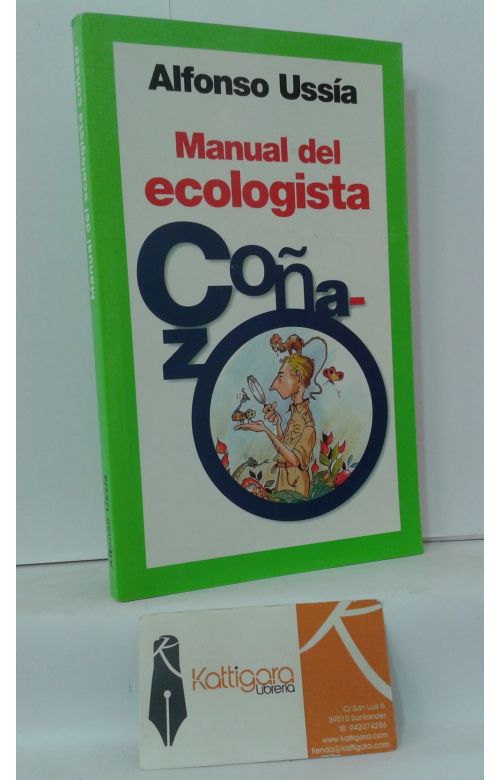 Alfonso Ussía
Manual del
ecologista
Coña-
zo
Manual del ecologista coñazo
Alfonso Ussía
Kattigara
Librería
C/ San Luis 5
39010 Santander
tlf: 942074286
www.kattigara.com
tienda@kattigara.com